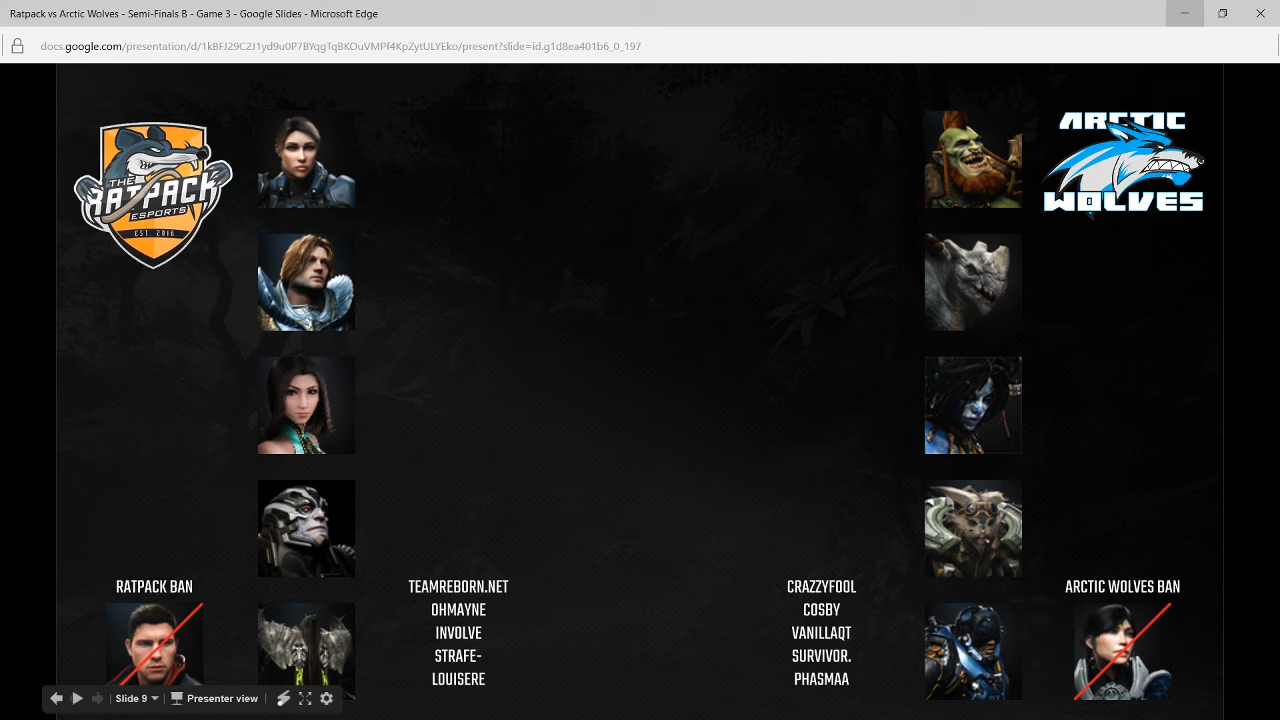 Ratpack vs Arctic Wolves - Semi-Finals B - Game 3 - Google Slides - Microsoft Edge
docs.google.com/presentation/d/1kBFJ29C2J1yd9u0P7BYqgTqBKOuVMPf4KpZytULYEko/present?slide=id.g1d8ea401b6_0_197
THE
RATPACK
ESPORTS
EST. 2016
ARCTIC
WOLVES
RATPACK BAN
TEAMREBORN.NET
OHMAYNE
INVOLVE
STRAFE-
LOUISERE
CRAZZYFOOL
COSBY
VANILLAQT
SURVIVOR.
PHASMAA
ARCTIC WOLVES BAN
Slide 9
Presenter view